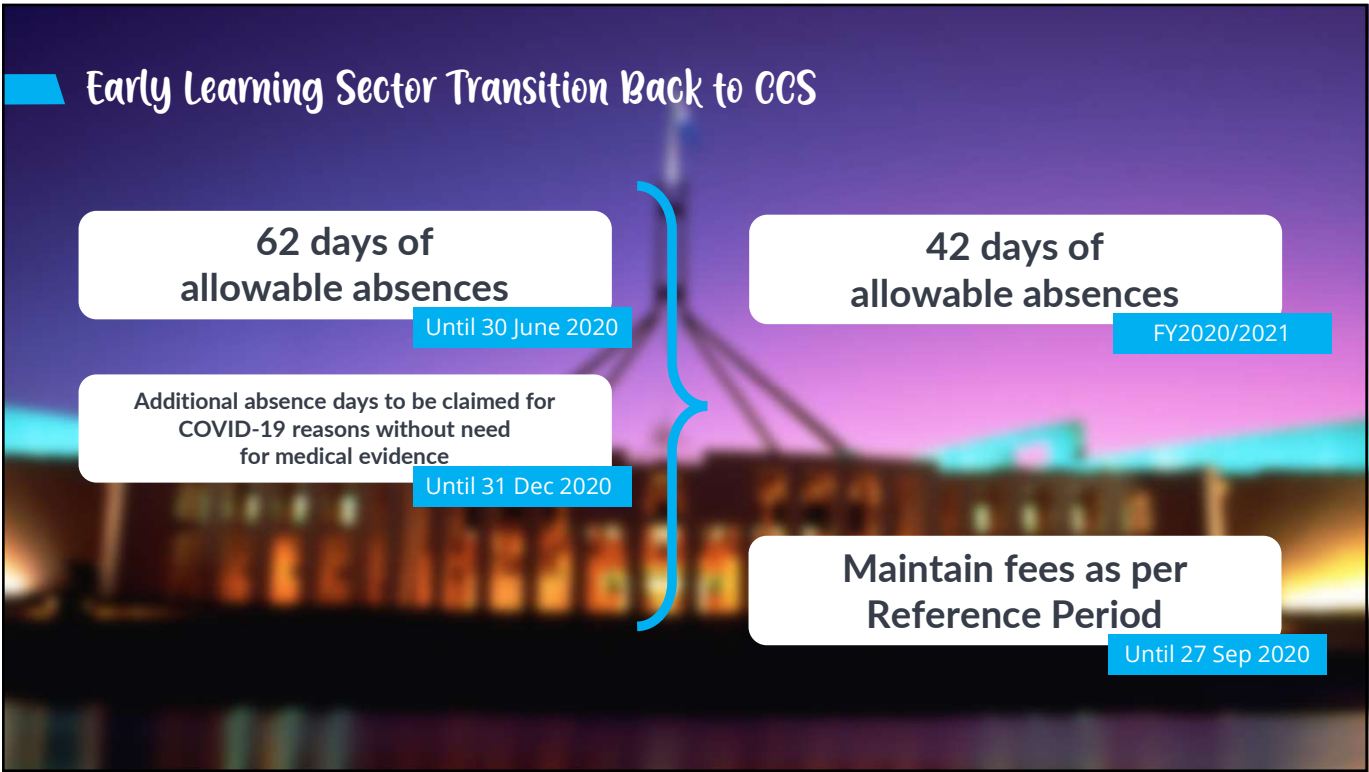 Early Learning Sector Transition Back to CCS
62 days of
allowable absences
Until 30 June 2020
Additional absence days to be claimed for
COVID-19 reasons without need
for medical evidence
Until 31 Dec 2020
42 days of
allowable absences
FY2020/2021
Maintain fees as per
Reference Period
Until 27 Sep 2020